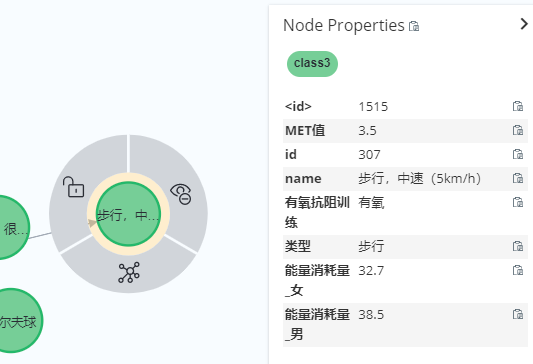 Node Properties
class3
<id> 1515
MET值 3.5
id 307
name 步行，中速（5km/h）
有氧抗阻训 有氧
练
类型 步行
能量消耗量 32.7
_女
能量消耗量 38.5
_男
步行，中...
很...
尔夫球